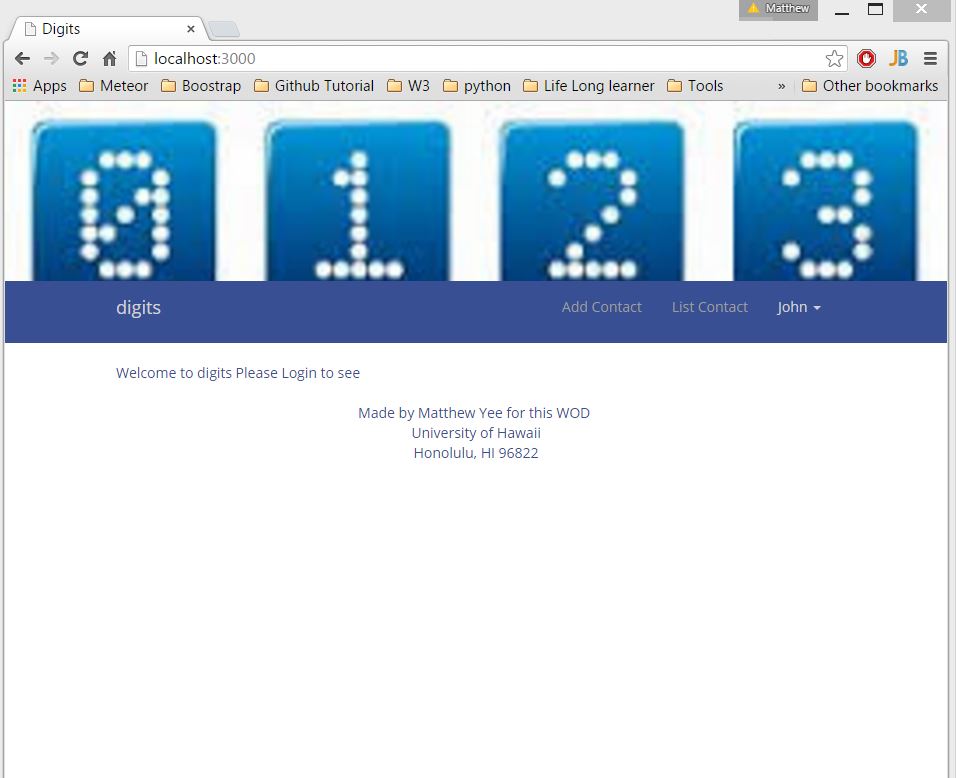 Matthew
Digits
localhost:3000
Apps Meteor Boostrap Github Tutorial W3 python Life Long learner Tools » Other bookmarks
JB
0 1 2 3
digits Add Contact List Contact John
Welcome to digits Please Login to see
Made by Matthew Yee for this WOD
University of Hawaii
Honolulu, HI 96822